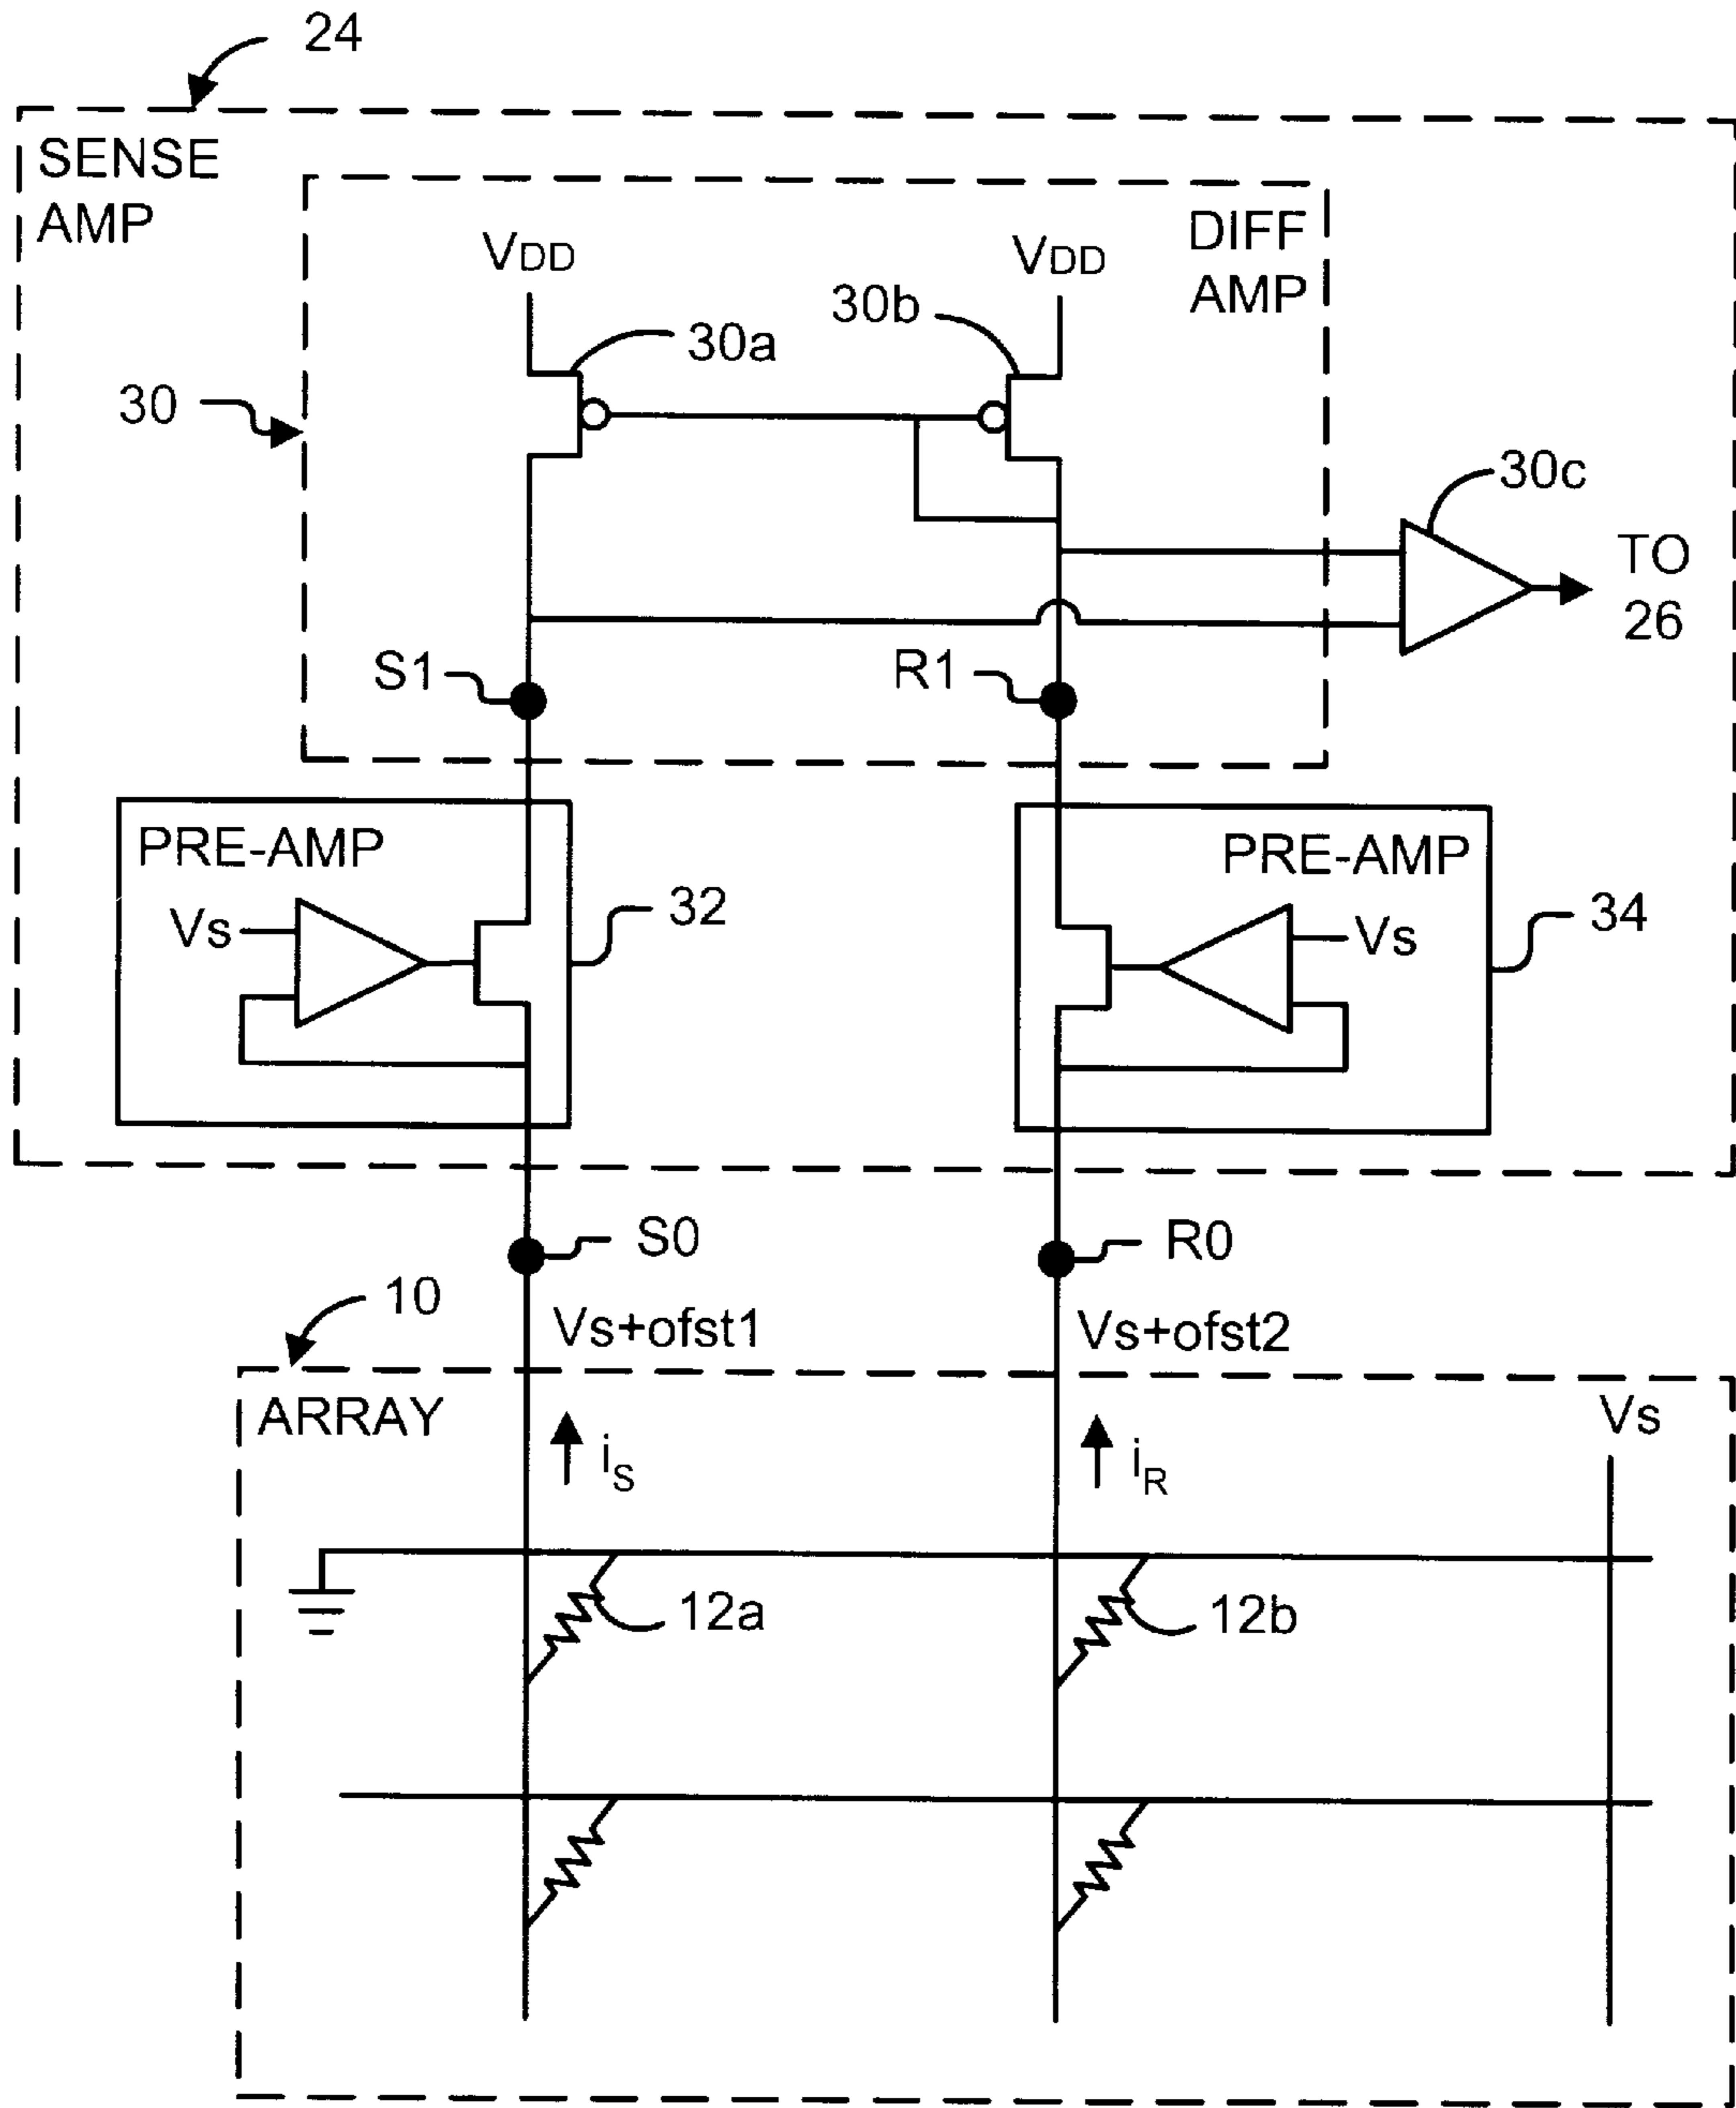 24
SENSE
AMP
DIFF
AMP
VDD
VDD
30b
30a
30
30c
TO
26
S1
R1
PRE-AMP
PRE-AMP
Vs
32
Vs
34
S0
R0
10
Vs+ofst1
Vs+ofst2
ARRAY
Vs
iS
iR
12a
12b